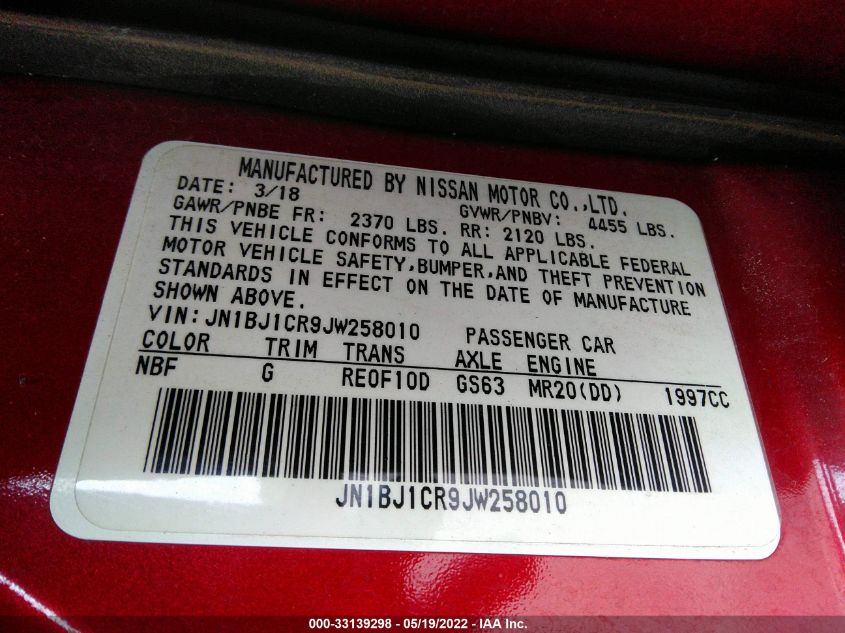 MANUFACTURED BY NISSAN MOTOR CO.,LTD.
DATE: 3/18 GVWR/PNBV: 4455 LBS.
GAWR/PNBE FR: 2370 LBS. RR: 2120 LBS.
THIS VEHICLE CONFORMS TO ALL APPLICABLE FEDERAL
MOTOR VEHICLE SAFETY,BUMPER,AND THEFT PREVENTION
STANDARDS IN EFFECT ON THE DATE OF MANUFACTURE
SHOWN ABOVE.
VIN:JN1BJ1CR9JW258010 PASSENGER CAR
COLOR TRIM TRANS AXLE ENGINE
NBF G RE0F10D GS63 MR20(DD) 1997CC
JN1BJ1CR9JW258010
000-33139298 - 05/19/2022 - IAA Inc.